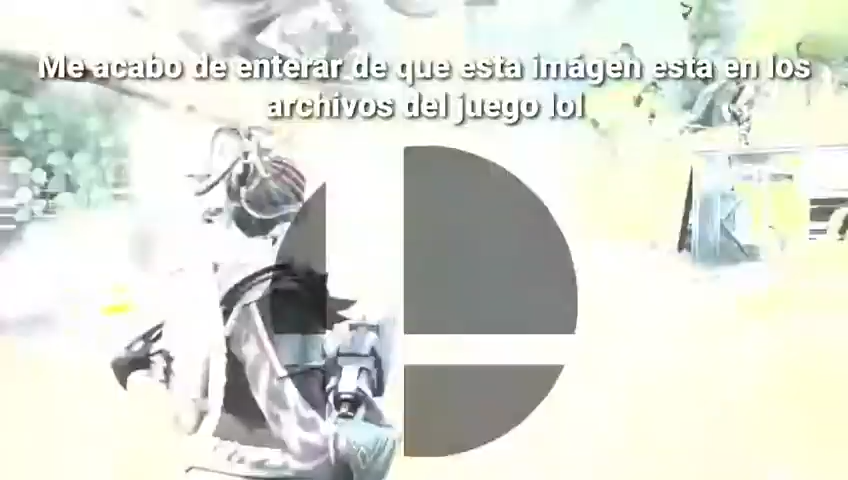 Me acabo de enterar de que esta imágen esta en los
archivos del juego lol